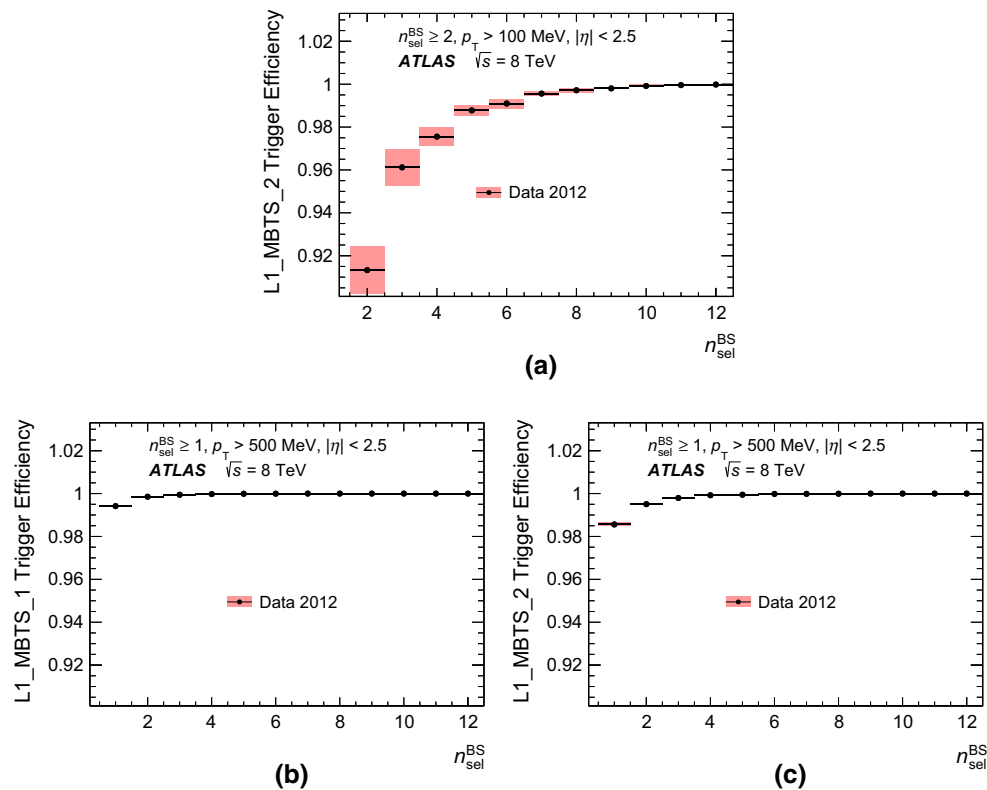 L1_MBTS_2 Trigger Efficiency
n_sel^BS ≥ 2, p_T > 100 MeV, |η| < 2.5
ATLAS √s = 8 TeV
1.02
1
0.98
0.96
0.94
0.92
Data 2012
2 4 6 8 10 12
n_sel^BS
(a)
L1_MBTS_1 Trigger Efficiency
n_sel^BS ≥ 1, p_T > 500 MeV, |η| < 2.5
ATLAS √s = 8 TeV
1.02
1
0.98
0.96
0.94
0.92
Data 2012
2 4 6 8 10 12
n_sel^BS
(b)
L1_MBTS_2 Trigger Efficiency
n_sel^BS ≥ 1, p_T > 500 MeV, |η| < 2.5
ATLAS √s = 8 TeV
1.02
1
0.98
0.96
0.94
0.92
Data 2012
2 4 6 8 10 12
n_sel^BS
(c)